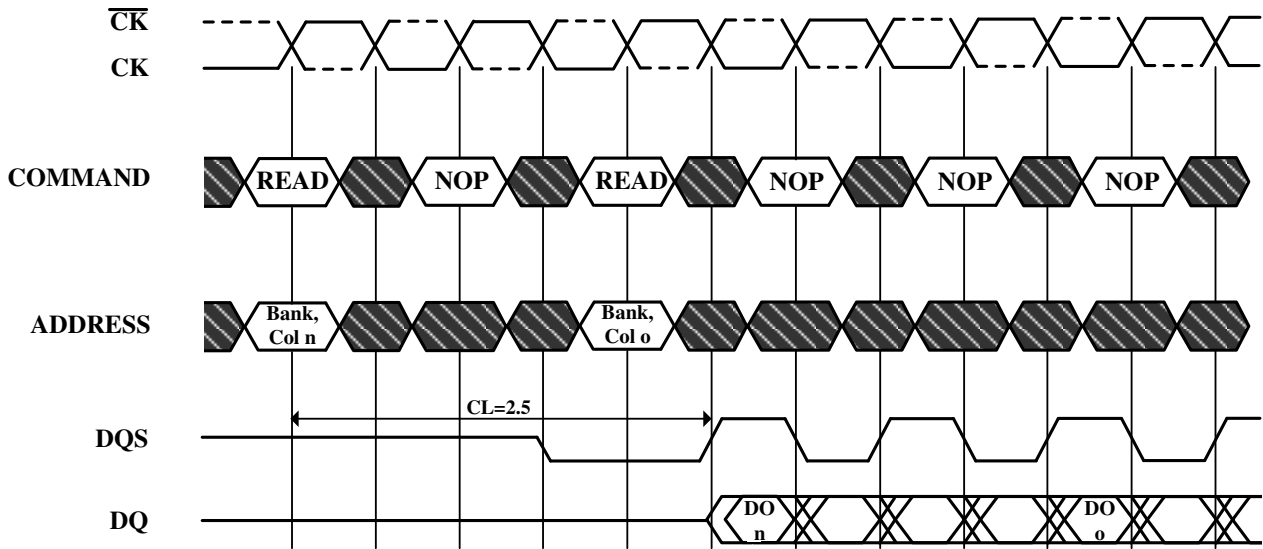 CK
CK
COMMAND
READ
NOP
READ
NOP
NOP
NOP
ADDRESS
Bank,
Col n
Bank,
Col o
CL=2.5
DQS
DQ
DO
n
DO
o